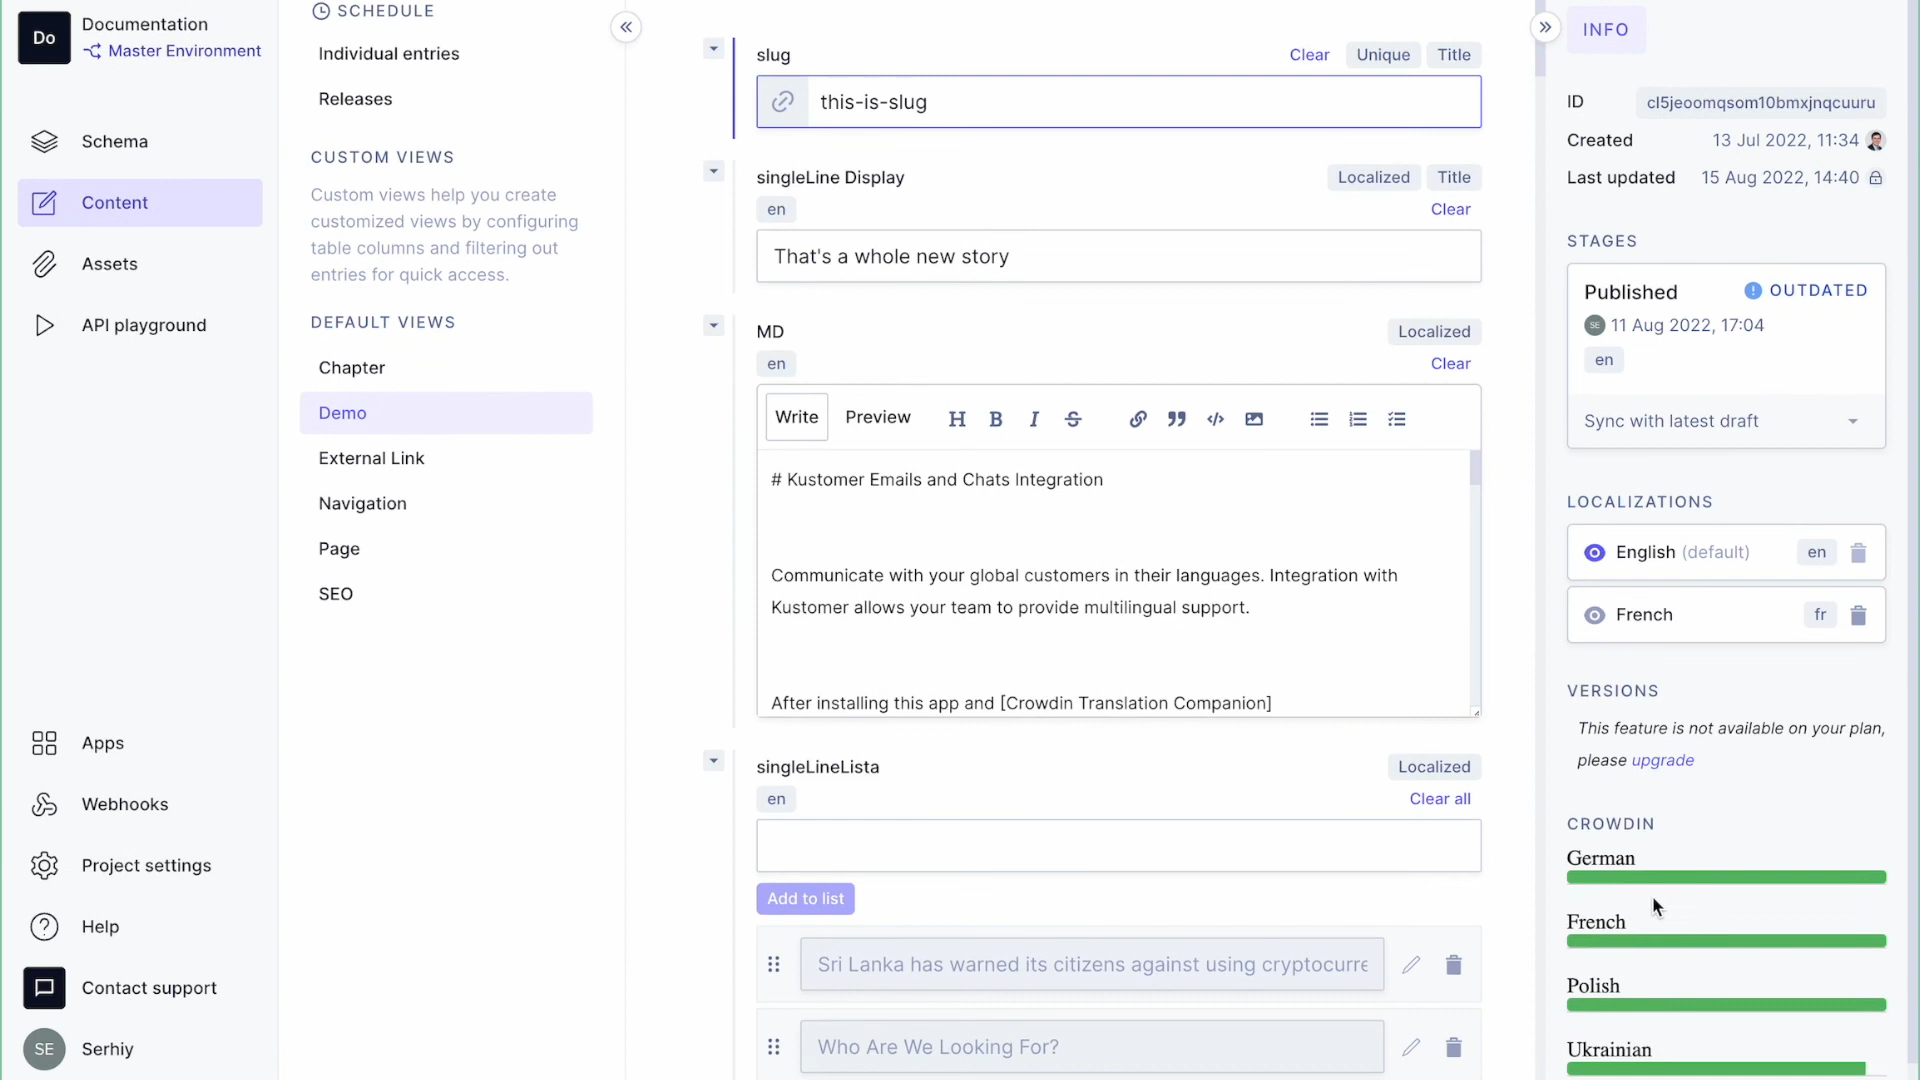 Do
Documentation
Master Environment
Schema
Content
Assets
API playground
Apps
Webhooks
Project settings
Help
Contact support
SE
Serhiy
SCHEDULE
Individual entries
Releases
CUSTOM VIEWS
Custom views help you create
customized views by configuring
table columns and filtering out
entries for quick access.
DEFAULT VIEWS
Chapter
Demo
External Link
Navigation
Page
SEO
slug
Clear Unique Title
this-is-slug
singleLine Display
Localized Title
en
Clear
That's a whole new story
MD
Localized
en
Clear
Write Preview H B I S
# Kustomer Emails and Chats Integration
Communicate with your global customers in their languages. Integration with
Kustomer allows your team to provide multilingual support.
After installing this app and [Crowdin Translation Companion]
singleLineLista
Localized
en
Clear all
Add to list
Sri Lanka has warned its citizens against using cryptocurre
Who Are We Looking For?
INFO
ID cl5jeoomqsom10bmxjnqcuuru
Created 13 Jul 2022, 11:34
Last updated 15 Aug 2022, 14:40
STAGES
Published OUTDATED
SE 11 Aug 2022, 17:04
en
Sync with latest draft
LOCALIZATIONS
English (default) en
French fr
VERSIONS
This feature is not available on your plan,
please upgrade
CROWDIN
German
French
Polish
Ukrainian